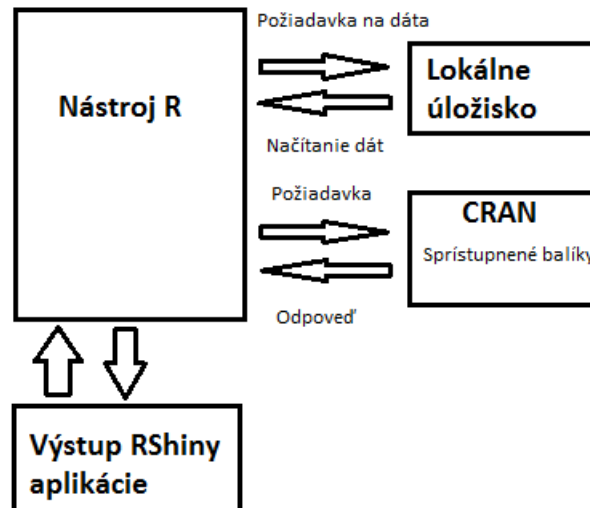 Požiadavka na dáta
Nástroj R
Lokálne
úložisko
Načítanie dát
Požiadavka
CRAN
Sprístupnené balíky
Odpoveď
Výstup RShiny
aplikácie